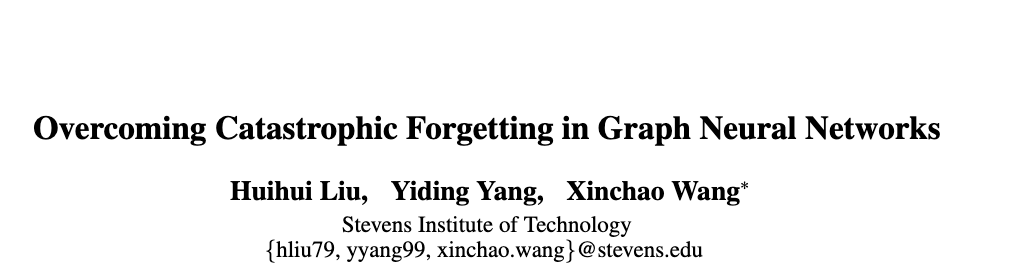 Overcoming Catastrophic Forgetting in Graph Neural Networks
Huihui Liu, Yiding Yang, Xinchao Wang*
Stevens Institute of Technology
{hliu79, yyang99, xinchao.wang}@stevens.edu